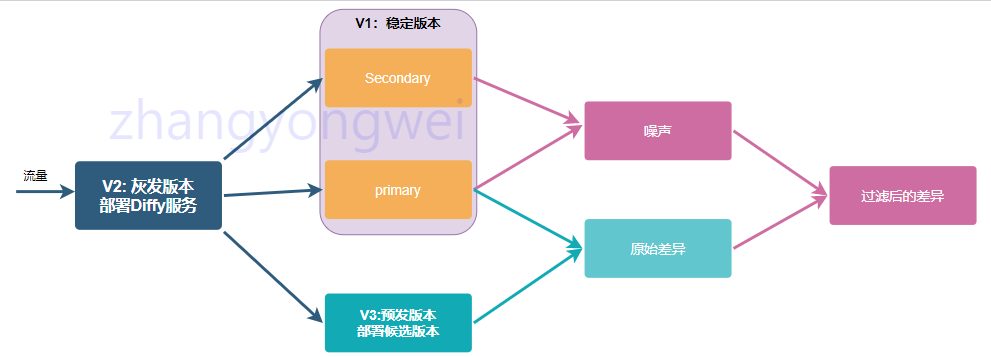 V1：稳定版本
Secondary
zhangyongwei
噪声
流量
V2: 灰发版本
部署Diffy服务
primary
过滤后的差异
原始差异
V3:预发版本
部署候选版本